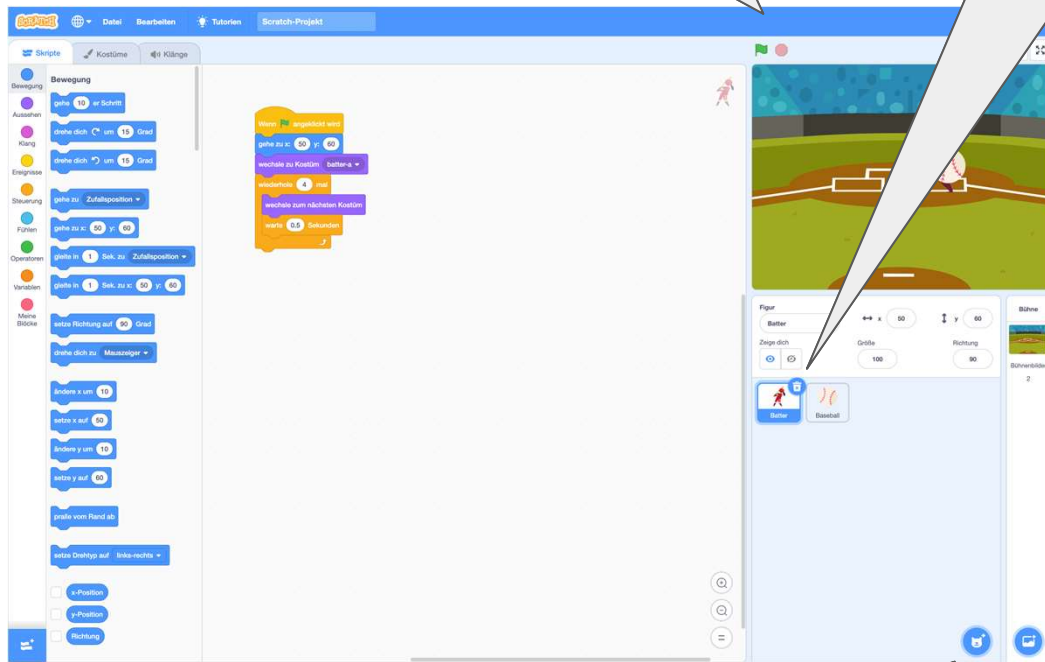 SCRATCH
Datei Bearbeiten Tutorien Scratch-Projekt
Skripte Kostüme Klänge
Bewegung
Aussehen
Klang
Ereignisse
Steuerung
Fühlen
Operatoren
Variablen
Meine
Blöcke
Bewegung
gehe 10 er Schritt
drehe dich um 15 Grad
drehe dich um 15 Grad
gehe zu Zufallsposition
gehe zu x: 50 y: 60
gleite in 1 Sek. zu Zufallsposition
gleite in 1 Sek. zu x: 50 y: 60
setze Richtung auf 90 Grad
drehe dich zu Mauszeiger
ändere x um 10
setze x auf 50
ändere y um 10
setze y auf 60
pralle vom Rand ab
setze Drehtyp auf links-rechts
x-Position
y-Position
Richtung
Wenn angeklickt wird
gehe zu x: 50 y: 60
wechsle zu Kostüm batter-a
wiederhole 4 mal
wechsle zum nächsten Kostüm
warte 0.5 Sekunden
Figur
Batter x 50 y 60
Zeige dich Größe Richtung
100 90
Batter Baseball
Bühne
Bühnenbilder
2